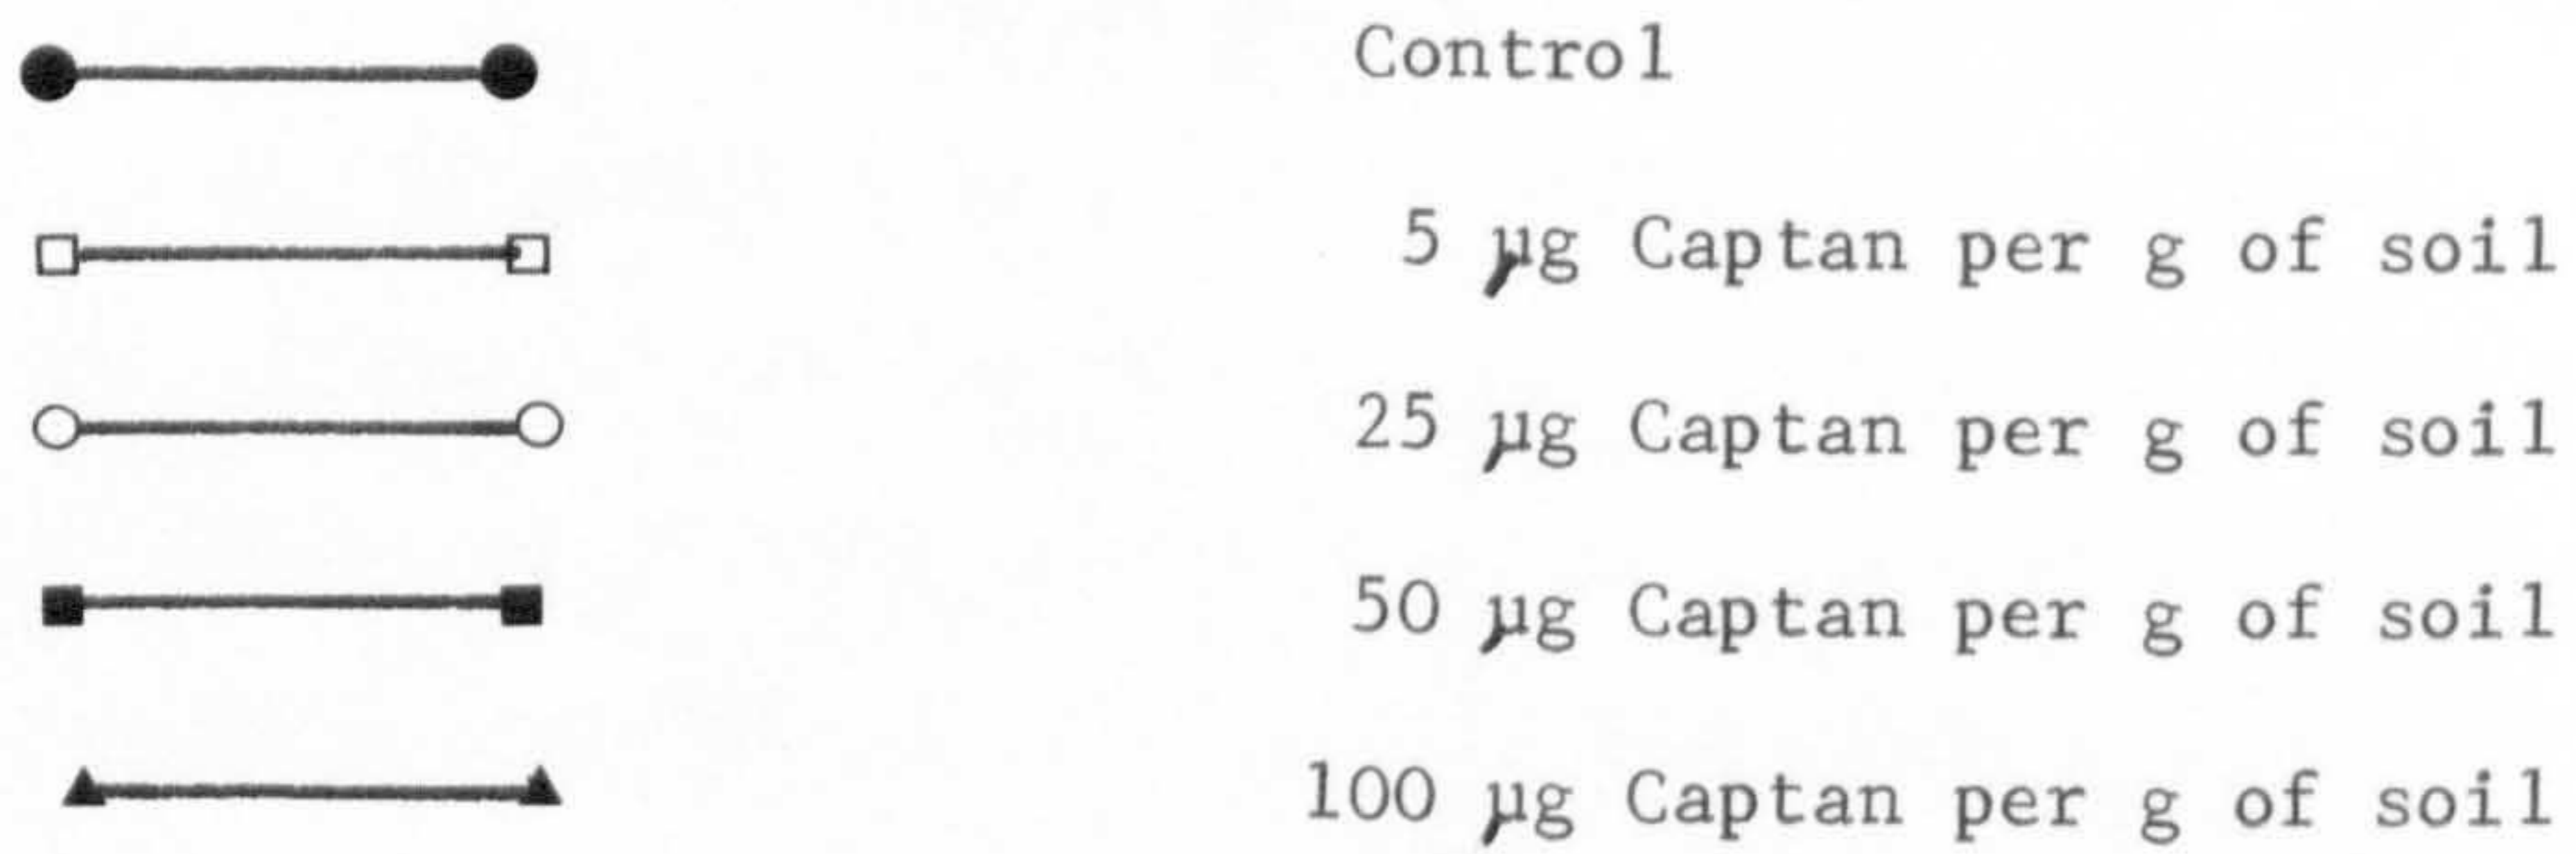 Control
5 µg Captan per g of soil
25 µg Captan per g of soil
50 µg Captan per g of soil
100 µg Captan per g of soil